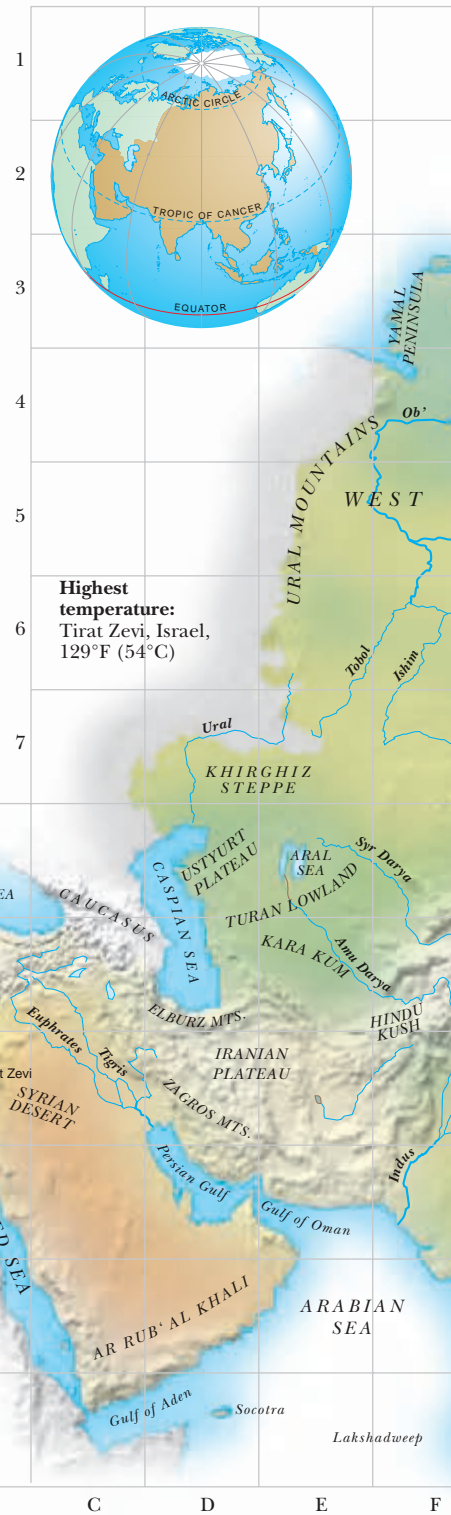 1
ARCTIC CIRCLE
2
TROPIC OF CANCER
3
EQUATOR
YAMAL
PENINSULA
4
Ob’
URAL MOUNTAINS
5
WEST
Highest
temperature:
6
Tirat Zevi, Israel,
129°F (54°C)
Tobol
Ishim
7
Ural
KHIRGHIZ
STEPPE
USTYURT
PLATEAU
ARAL
SEA
Syr Darya
EA
CASPIAN SEA
CAUCASUS
TURAN LOWLAND
KARA KUM
Amu Darya
ELBURZ MTS.
HINDU
KUSH
Euphrates
Tigris
IRANIAN
PLATEAU
t Zevi
SYRIAN
DESERT
ZAGROS MTS.
Persian Gulf
Indus
Gulf of Oman
ED SEA
AR RUB‘ AL KHALI
ARABIAN
SEA
Gulf of Aden
Socotra
Lakshadweep
C
D
E
F